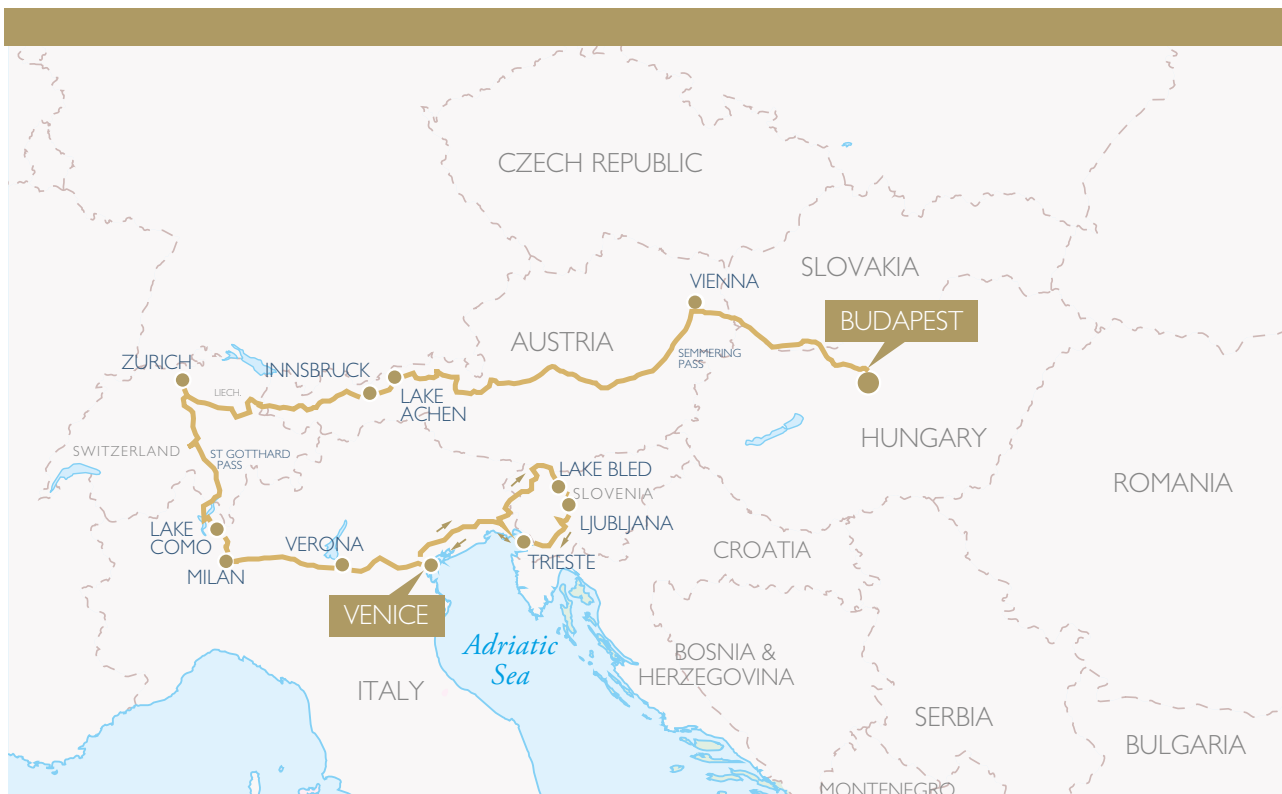 CZECH REPUBLIC
SLOVAKIA
VIENNA
BUDAPEST
AUSTRIA
SEMMERING
PASS
ZURICH
INNSBRUCK
LIECH.
LAKE
ACHEN
HUNGARY
SWITZERLAND
ST GOTTHARD
PASS
LAKE BLED
SLOVENIA
ROMANIA
LJUBLJANA
LAKE
COMO
VERONA
TRIESTE
CROATIA
MILAN
VENICE
Adriatic
Sea
BOSNIA &
HERZEGOVINA
ITALY
SERBIA
BULGARIA
MONTENEGRO